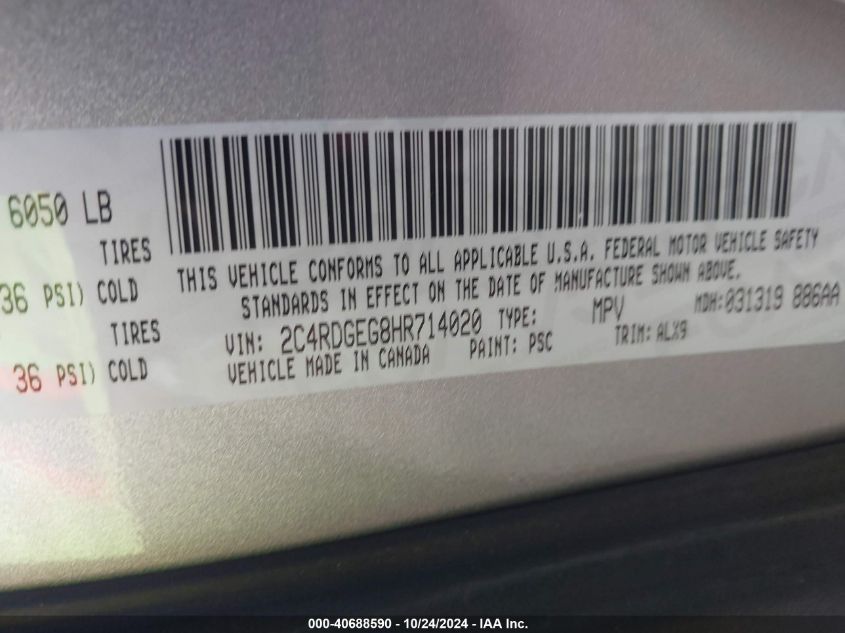 6050 LB
TIRES
36 PSI) COLD
TIRES
36 PSI) COLD
THIS VEHICLE CONFORMS TO ALL APPLICABLE U.S.A. FEDERAL MOTOR VEHICLE SAFETY
STANDARDS IN EFFECT ON THE DATE OF MANUFACTURE SHOWN ABOVE.
VIN: 2C4RDGEG8HR714020 TYPE: MPV MDH:031319 886AA
VEHICLE MADE IN CANADA PAINT: PSC TRIM: ALX9
000-40688590 - 10/24/2024 - IAA Inc.